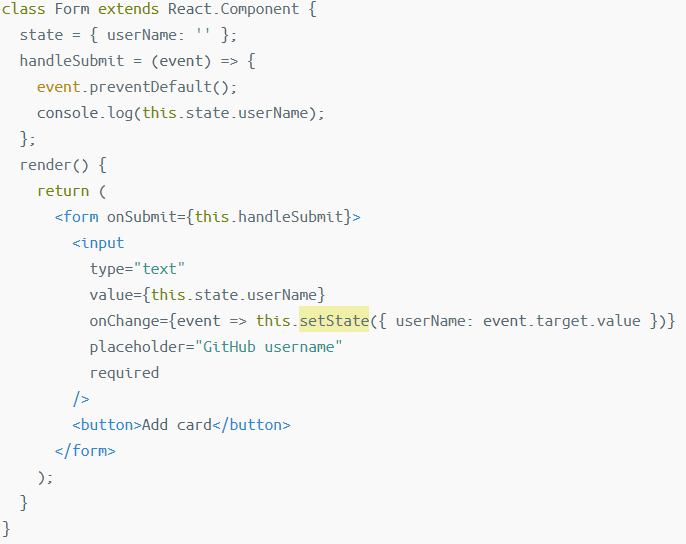 class Form extends React.Component {
  state = { userName: '' };
  handleSubmit = (event) => {
    event.preventDefault();
    console.log(this.state.userName);
  };
  render() {
    return (
      <form onSubmit={this.handleSubmit}>
        <input
          type="text"
          value={this.state.userName}
          onChange={event => this.setState({ userName: event.target.value })}
          placeholder="GitHub username"
          required
        />
        <button>Add card</button>
      </form>
    );
  }
}